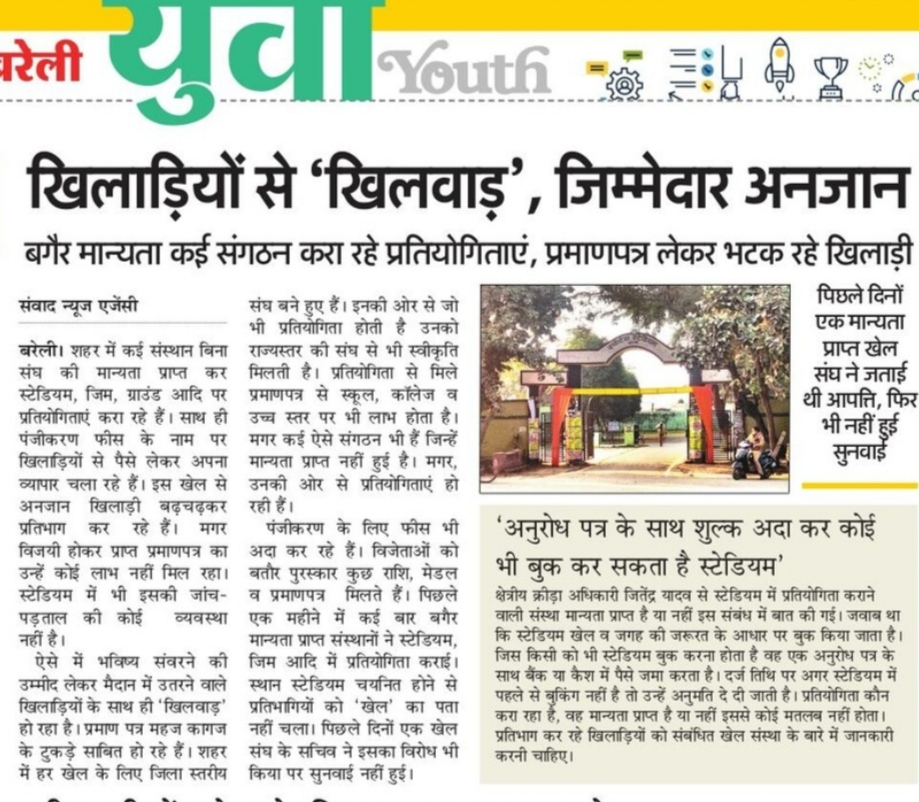 बरेली
युवा
Youth
खिलाड़ियों से ‘खिलवाड़’, जिम्मेदार अनजान
बगैर मान्यता कई संगठन करा रहे प्रतियोगिताएं, प्रमाणपत्र लेकर भटक रहे खिलाड़ी
संवाद न्यूज एजेंसी
बरेली। शहर में कई संस्थान बिना
संघ की मान्यता प्राप्त कर
स्टेडियम, जिम, ग्राउंड आदि पर
प्रतियोगिताएं करा रहे हैं। साथ ही
पंजीकरण फीस के नाम पर
खिलाड़ियों से पैसे लेकर अपना
व्यापार चला रहे हैं। इस खेल से
अनजान खिलाड़ी बढ़चढ़कर
प्रतिभाग कर रहे हैं। मगर
विजयी होकर प्राप्त प्रमाणपत्र का
उन्हें कोई लाभ नहीं मिल रहा।
स्टेडियम में भी इसकी जांच-
पड़ताल की कोई व्यवस्था
नहीं है।
ऐसे में भविष्य संवरने की
उम्मीद लेकर मैदान में उतरने वाले
खिलाड़ियों के साथ ही ‘खिलवाड़’
हो रहा है। प्रमाण पत्र महज कागज
के टुकड़े साबित हो रहे हैं। शहर
में हर खेल के लिए जिला स्तरीय
संघ बने हुए हैं। इनकी ओर से जो
भी प्रतियोगिता होती है उनको
राज्यस्तर की संघ से भी स्वीकृति
मिलती है। प्रतियोगिता से मिले
प्रमाणपत्र से स्कूल, कॉलेज व
उच्च स्तर पर भी लाभ होता है।
मगर कई ऐसे संगठन भी हैं जिन्हें
मान्यता प्राप्त नहीं हुई है। मगर,
उनकी ओर से प्रतियोगिताएं हो
रही हैं।
पंजीकरण के लिए फीस भी
अदा कर रहे हैं। विजेताओं को
बतौर पुरस्कार कुछ राशि, मेडल
व प्रमाणपत्र मिलते हैं। पिछले
एक महीने में कई बार बगैर
मान्यता प्राप्त संस्थानों ने स्टेडियम,
जिम आदि में प्रतियोगिता कराई।
स्थान स्टेडियम चयनित होने से
प्रतिभागियों को ‘खेल’ का पता
नहीं चला। पिछले दिनों एक खेल
संघ के सचिव ने इसका विरोध भी
किया पर सुनवाई नहीं हुई।
पिछले दिनों
एक मान्यता
प्राप्त खेल
संघ ने जताई
थी आपत्ति, फिर
भी नहीं हुई
सुनवाई
‘अनुरोध पत्र के साथ शुल्क अदा कर कोई
भी बुक कर सकता है स्टेडियम’
क्षेत्रीय क्रीड़ा अधिकारी जितेंद्र यादव से स्टेडियम में प्रतियोगिता कराने
वाली संस्था मान्यता प्राप्त है या नहीं इस संबंध में बात की गई। जवाब था
कि स्टेडियम खेल व जगह की जरूरत के आधार पर बुक किया जाता है।
जिस किसी को भी स्टेडियम बुक करना होता है वह एक अनुरोध पत्र के
साथ बैंक या कैश में पैसे जमा करता है। दर्ज तिथि पर अगर स्टेडियम में
पहले से बुकिंग नहीं है तो उन्हें अनुमति दे दी जाती है। प्रतियोगिता कौन
करा रहा है, वह मान्यता प्राप्त है या नहीं इससे कोई मतलब नहीं होता।
प्रतिभाग कर रहे खिलाड़ियों को संबंधित खेल संस्था के बारे में जानकारी
करनी चाहिए।